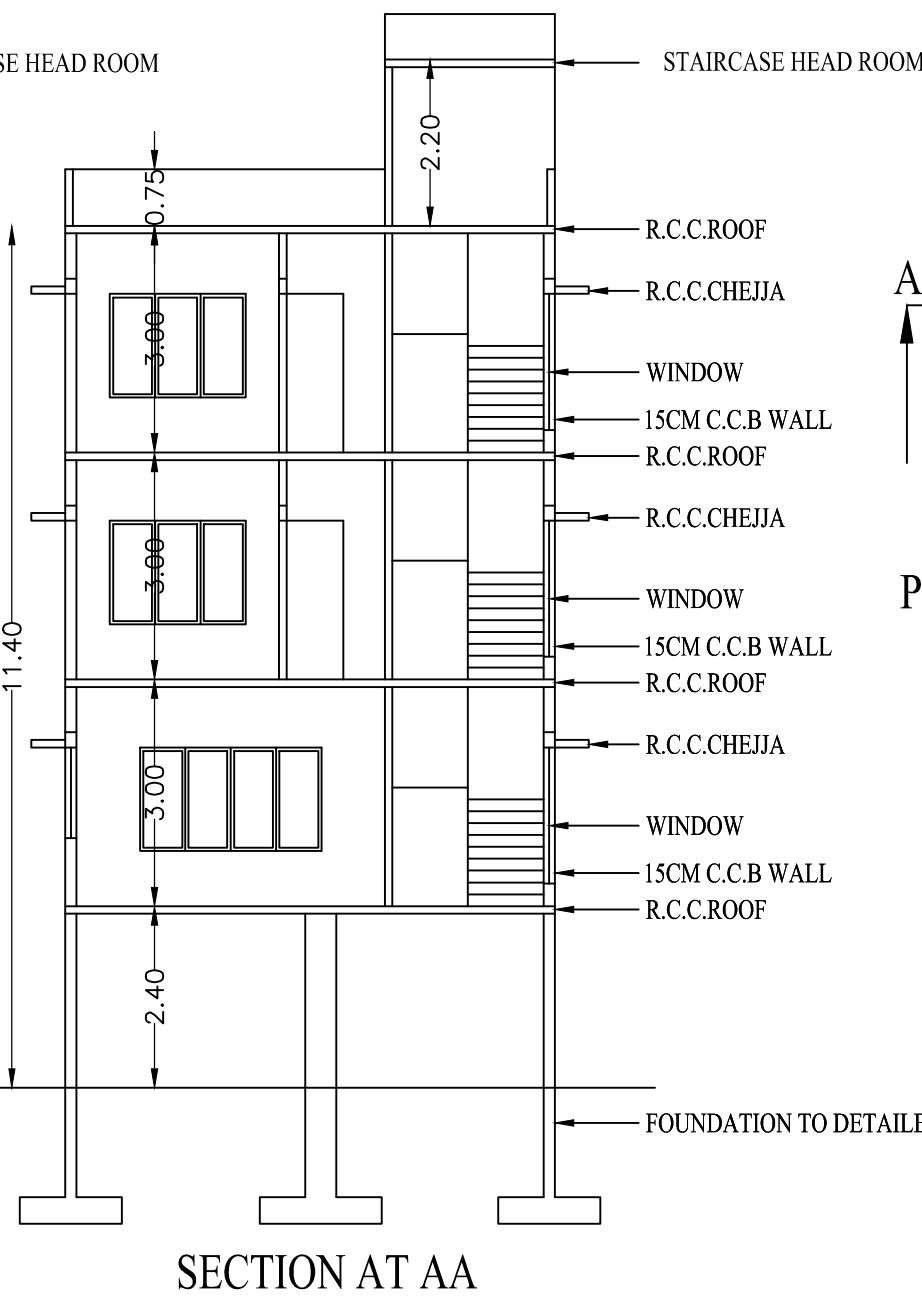 SE HEAD ROOM
STAIRCASE HEAD ROOM
2.20
0.75
R.C.C.ROOF
R.C.C.CHEJJA
A
3.00
WINDOW
15CM C.C.B WALL
R.C.C.ROOF
R.C.C.CHEJJA
3.00
P
WINDOW
11.40
15CM C.C.B WALL
R.C.C.ROOF
R.C.C.CHEJJA
3.00
WINDOW
15CM C.C.B WALL
R.C.C.ROOF
2.40
FOUNDATION TO DETAILE
SECTION AT AA